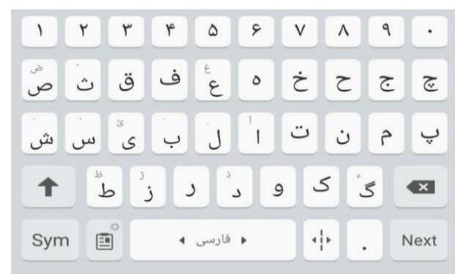 ۱ ۲ ۳ ۴ ۵ ۶ ۷ ۸ ۹ ۰
ض ص ث ق ف غ ع ه خ ح ج چ
ش س ئ ی ب ل آ ا ت ن م پ
ظ ط ژ ز ر ذ د و ک ء گ
Sym فارسی . Next